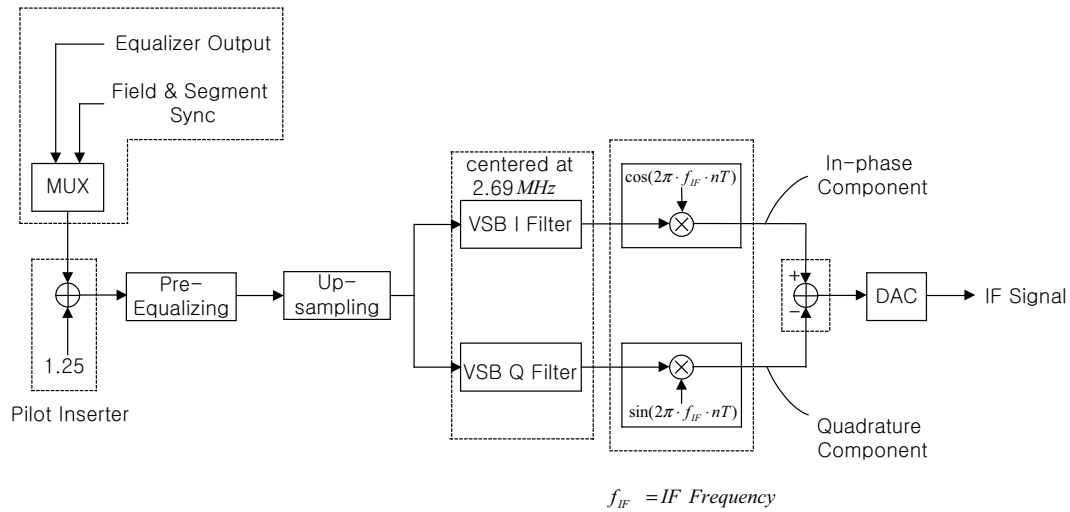 Equalizer Output
Field & Segment
Sync
MUX
1.25
Pilot Inserter
Pre-
Equalizing
Up-
sampling
centered at
2.69 MHz
VSB I Filter
VSB Q Filter
cos(2π · f_IF · nT)
sin(2π · f_IF · nT)
In-phase
Component
+
−
DAC
IF Signal
Quadrature
Component
f_IF = IF Frequency